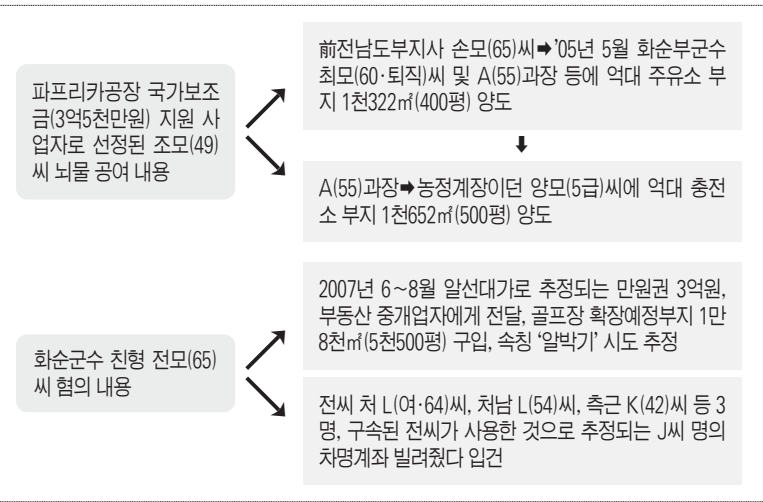 파프리카공장 국가보조
금(3억5천만원) 지원 사
업자로 선정된 조모(49)
씨 뇌물 공여 내용
前전남도부지사 손모(65)씨➡'05년 5월 화순부군수
최모(60·퇴직)씨 및 A(55)과장 등에 억대 주유소 부
지 1천322㎡(400평) 양도
A(55)과장➡농정계장이던 양모(5급)씨에 억대 충전
소 부지 1천652㎡(500평) 양도
화순군수 친형 전모(65)
씨 혐의 내용
2007년 6~8월 알선대가로 추정되는 만원권 3억원,
부동산 중개업자에게 전달, 골프장 확장예정부지 1만
8천㎡(5천500평) 구입, 속칭 ‘알박기’ 시도 추정
전씨 처 L(여·64)씨, 처남 L(54)씨, 측근 K(42)씨 등 3
명, 구속된 전씨가 사용한 것으로 추정되는 J씨 명의
차명계좌 빌려줬다 입건